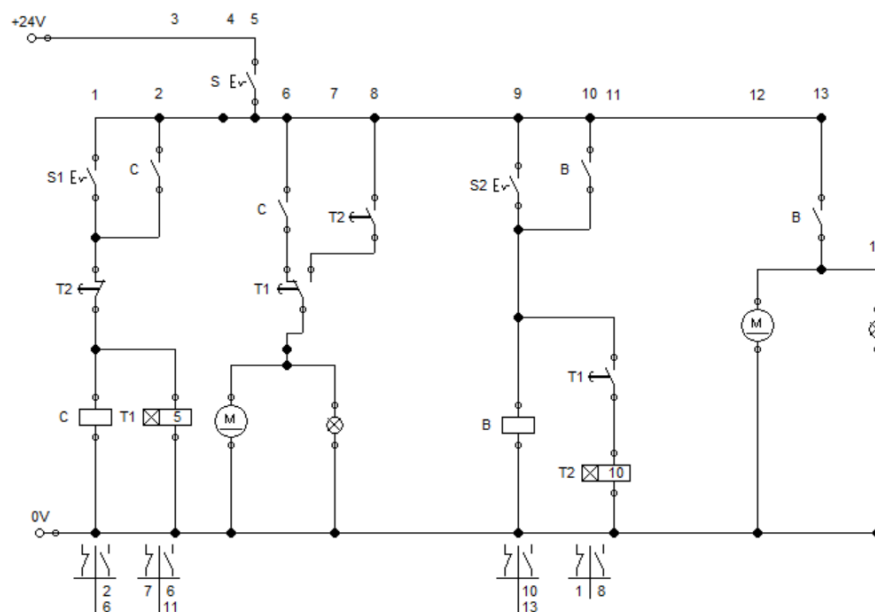 3 4 5
+24V
S
1 2 6 7 8 9 10 11 12 13
S1 C S2 B
C T2 B
T2 T1 1
M
T1
C T1 5 M B
T2 10
0V
2 7 6 10 1 8
6 11 13